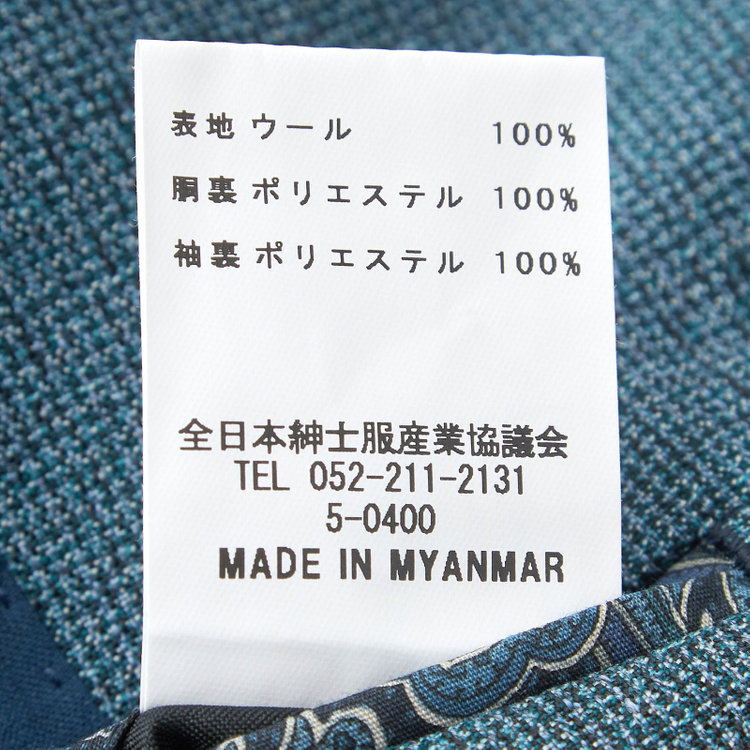 表地 ウール 100%
胴裏 ポリエステル 100%
袖裏 ポリエステル 100%
全日本紳士服産業協議会
TEL 052-211-2131
5-0400
MADE IN MYANMAR